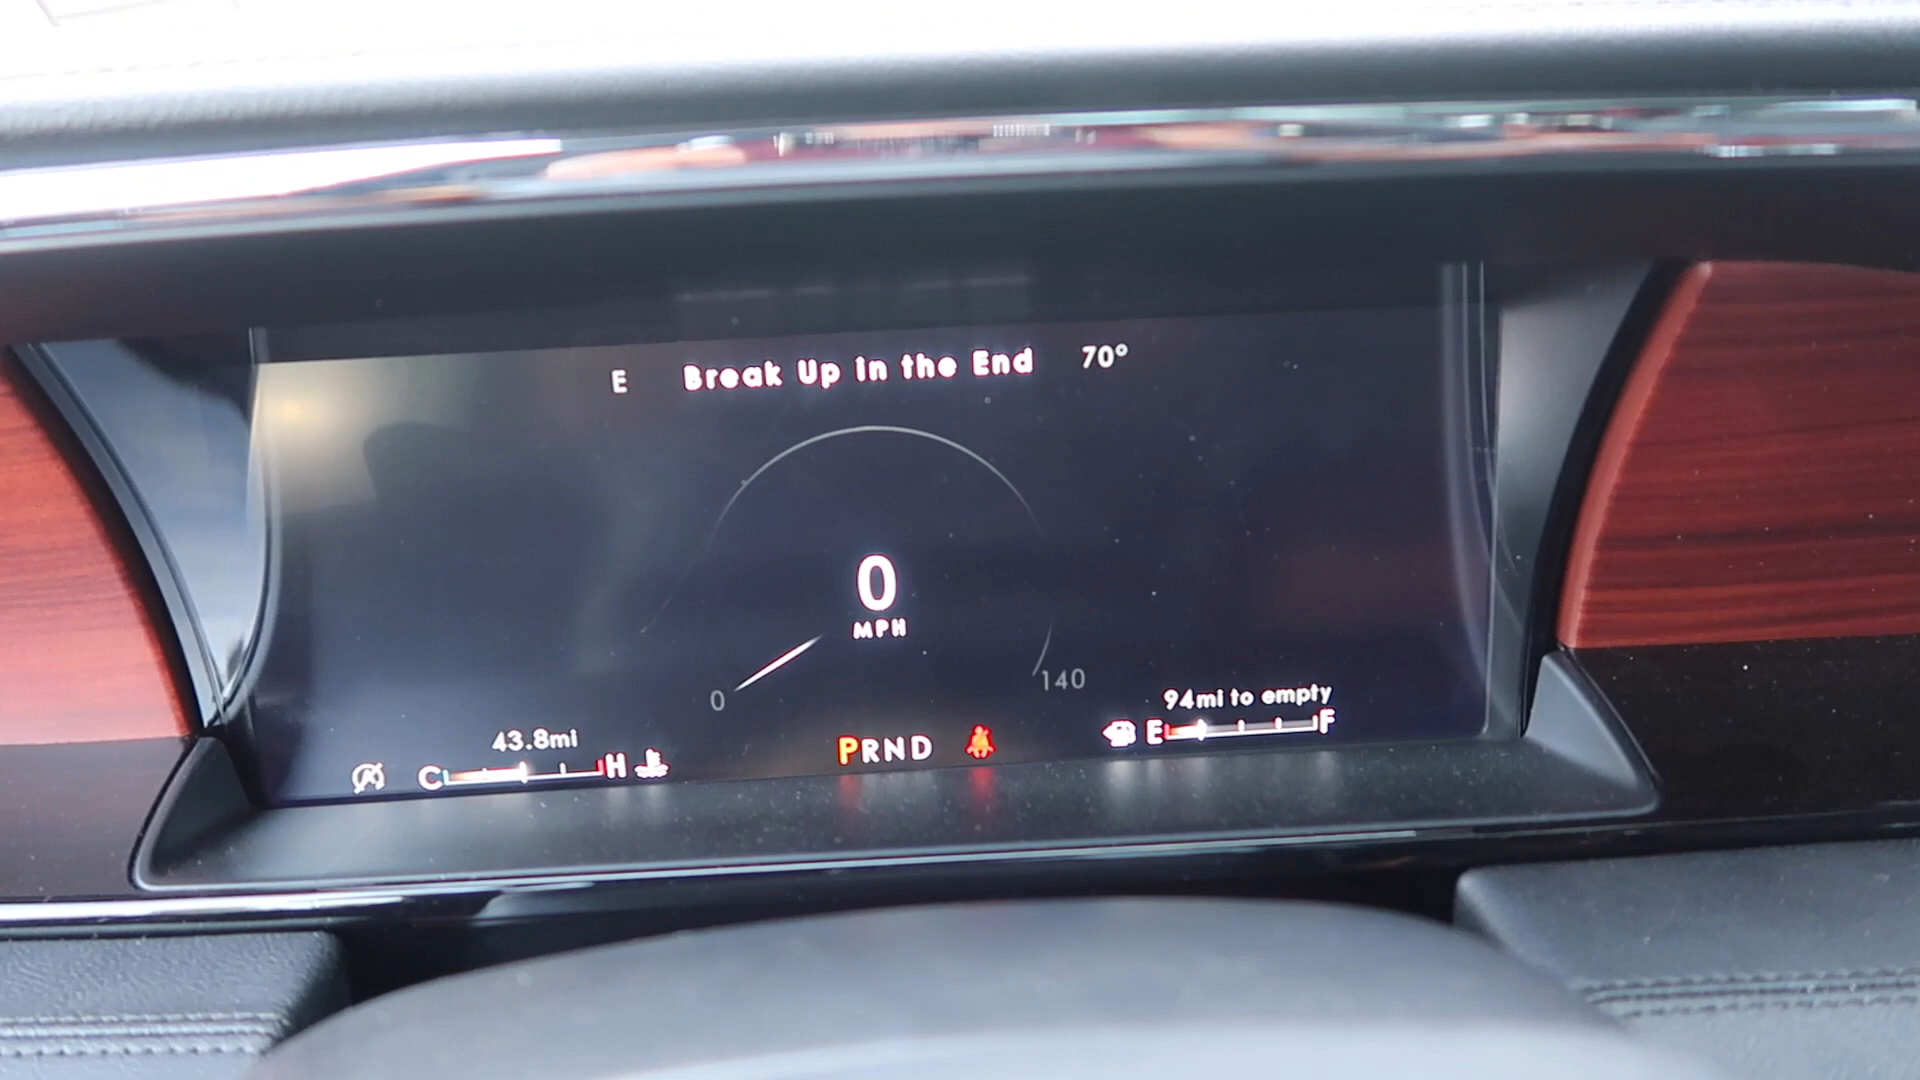 E Break Up in the End 70°
0
MPH
0 140
94mi to empty
E F
43.8mi
C H
PRND